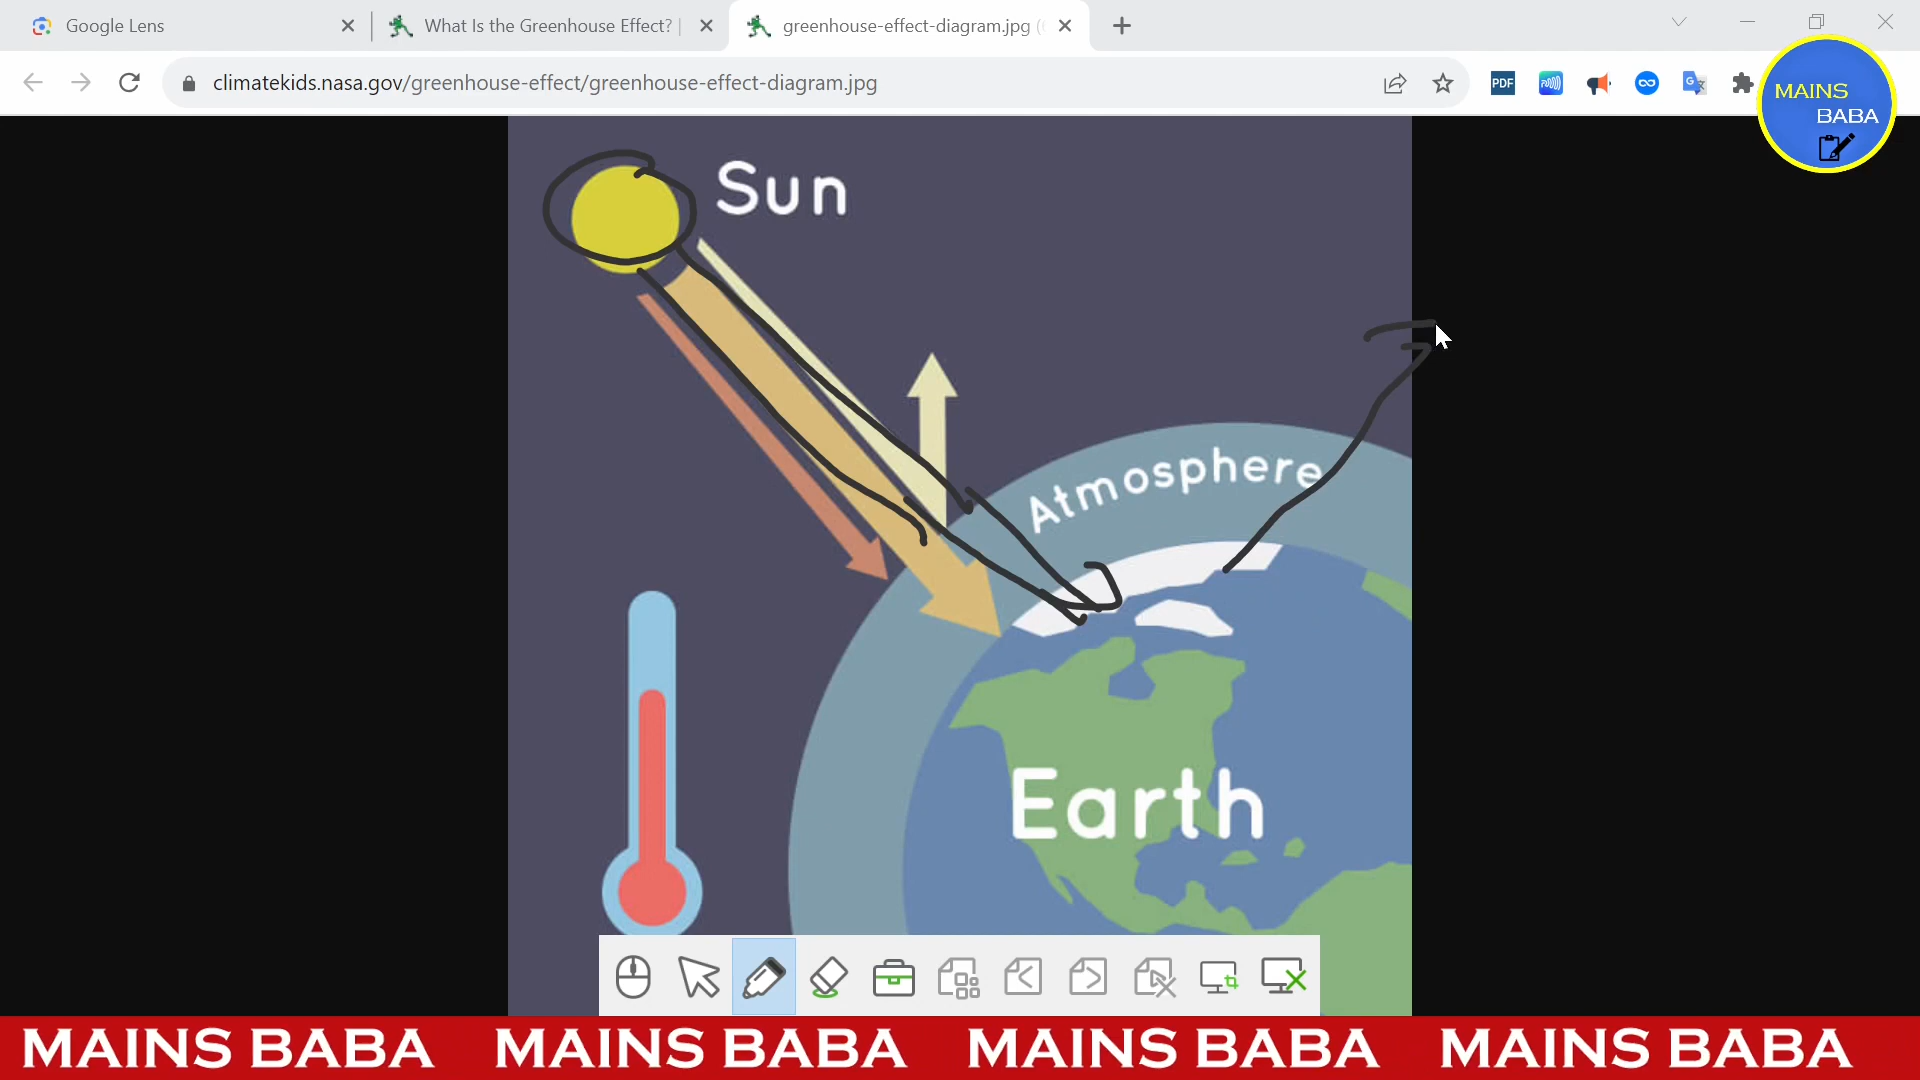 Google Lens
What Is the Greenhouse Effect? |
greenhouse-effect-diagram.jpg (
climatekids.nasa.gov/greenhouse-effect/greenhouse-effect-diagram.jpg
PDF
MAINS
BABA
Sun
Atmosphere
Earth
MAINS BABA MAINS BABA MAINS BABA MAINS BABA